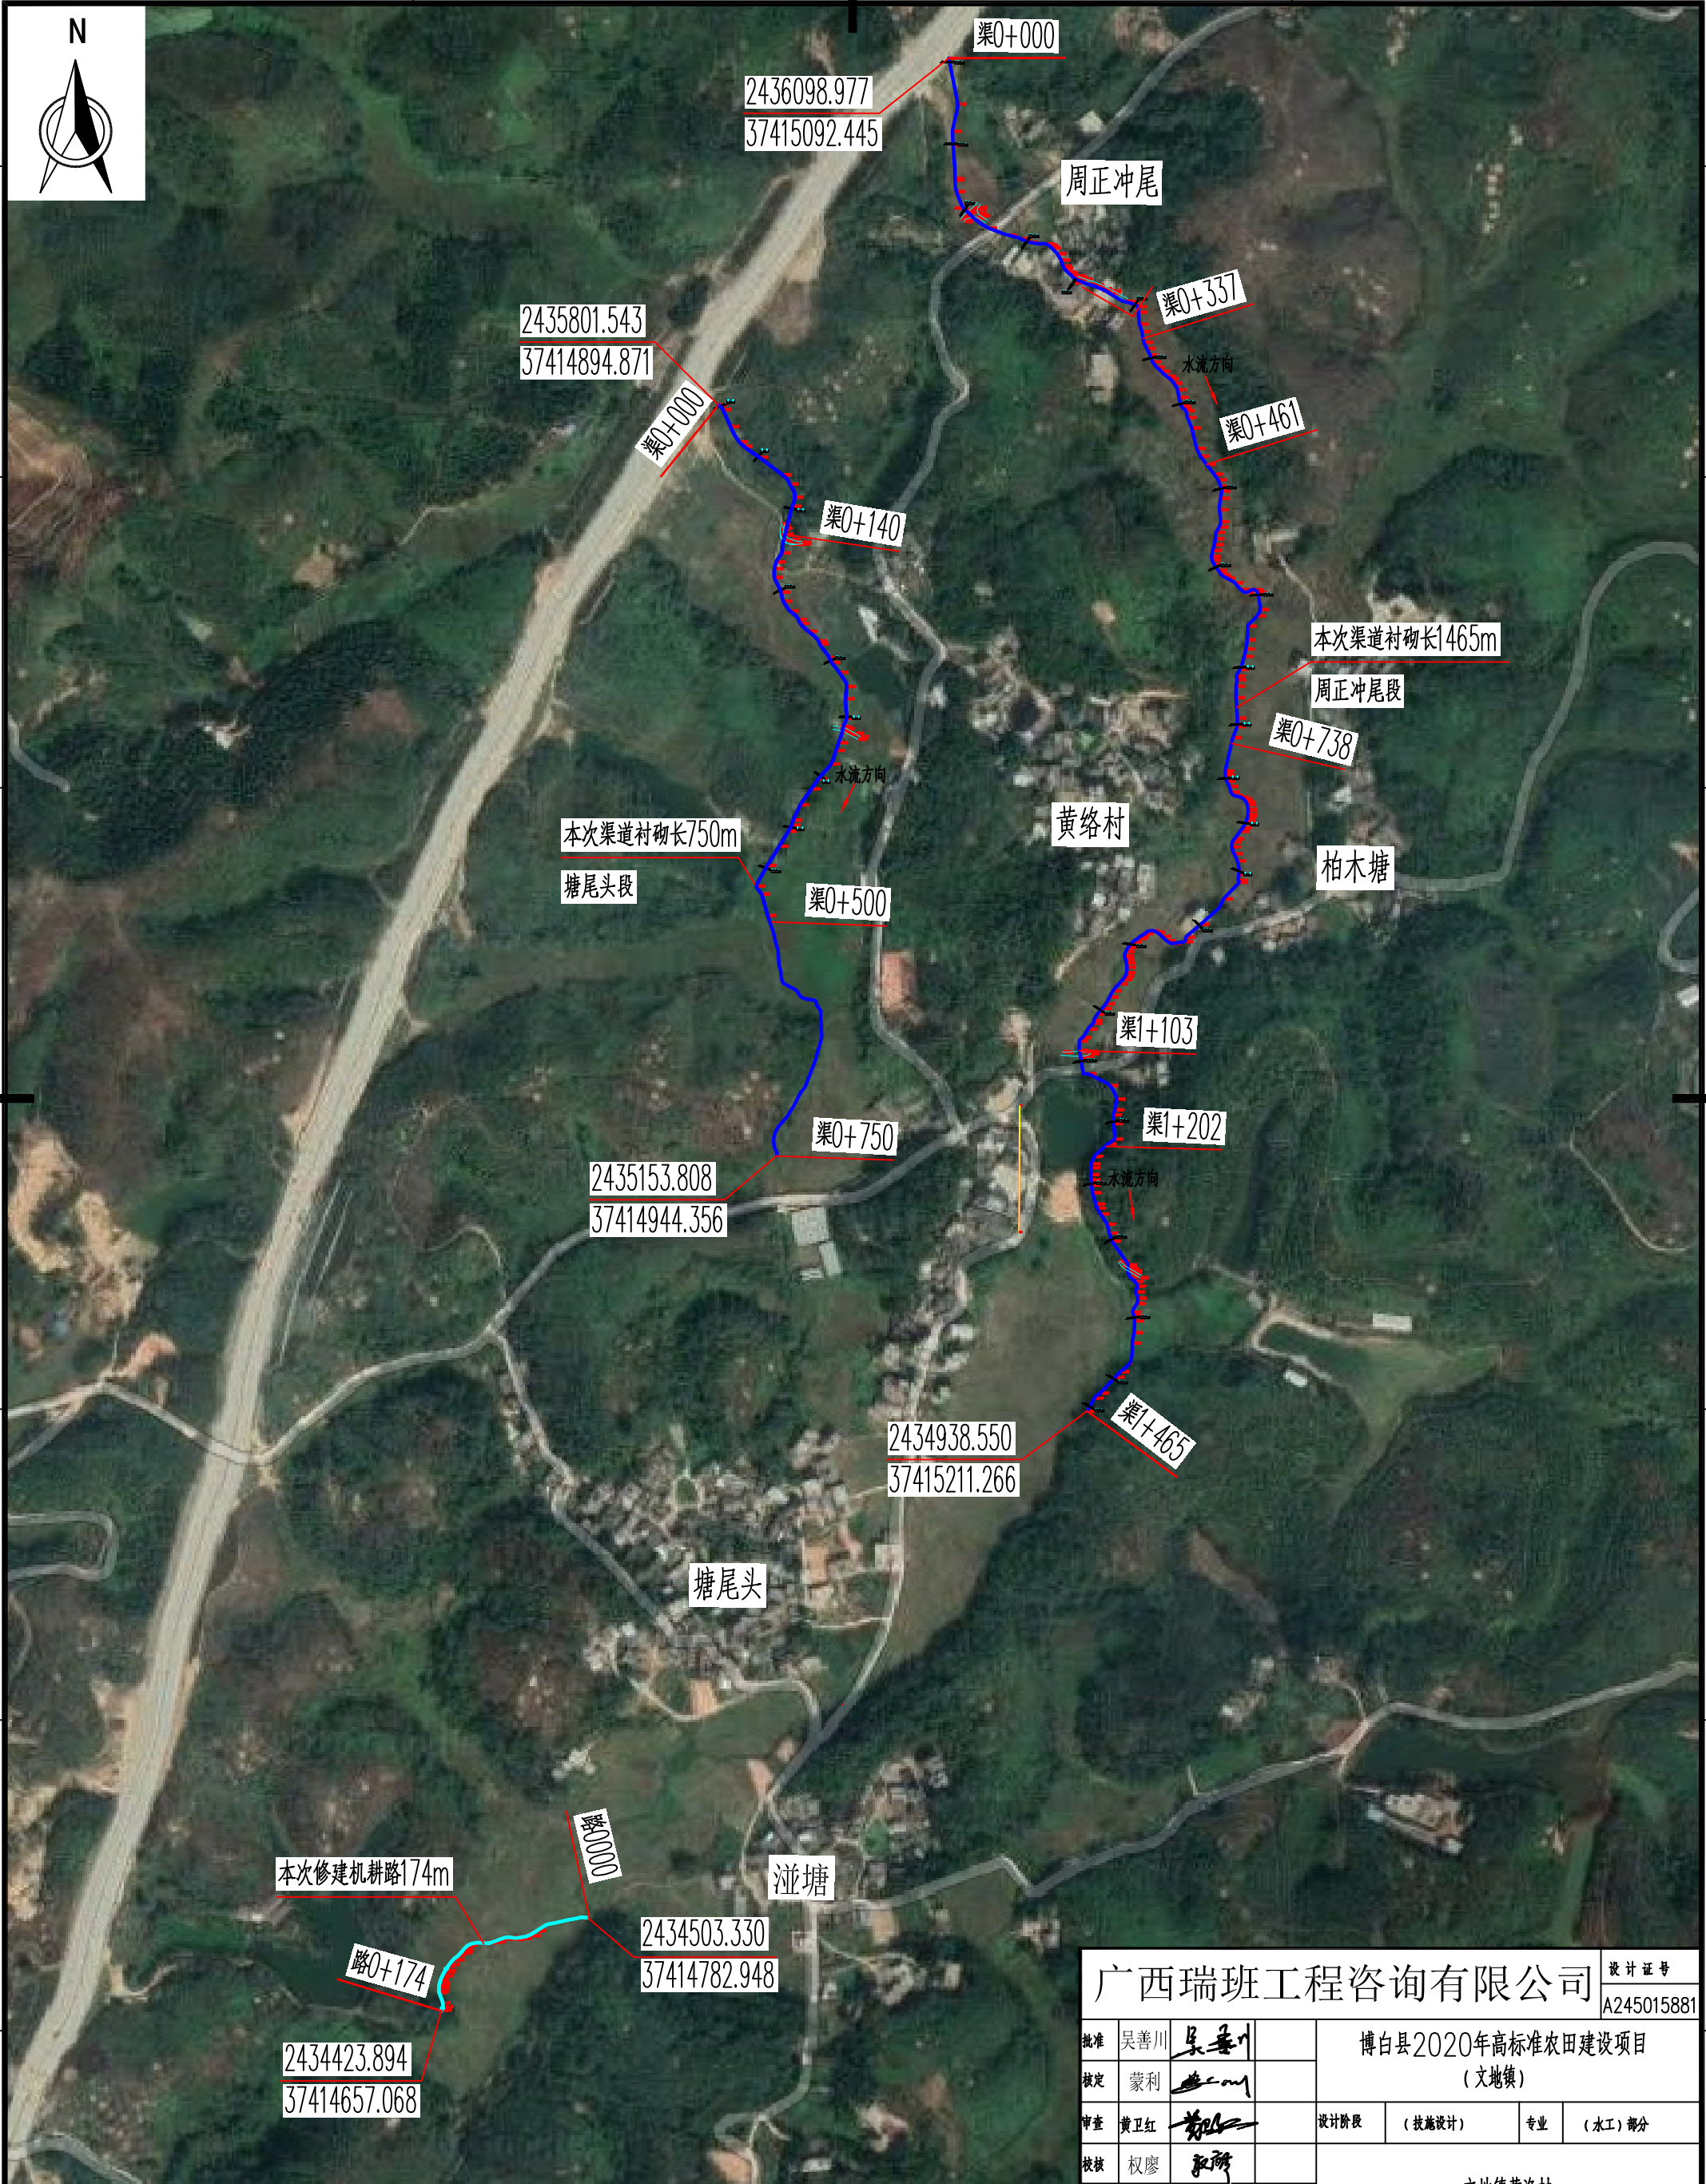 N
渠0+000
2436098.977
37415092.445
周正冲尾
渠0+337
2435801.543
37414894.871
水流方向
渠0+000
渠0+461
渠0+140
本次渠道衬砌长1465m
周正冲尾段
渠0+738
水流方向
黄络村
本次渠道衬砌长750m
柏木塘
塘尾头段
渠0+500
渠1+103
渠0+750
渠1+202
2435153.808
37414944.356
水流方向
渠1+465
2434938.550
37415211.266
塘尾头
路0000
本次修建机耕路174m
湴塘
2434503.330
37414782.948
路0+174
2434423.894
37414657.068
广西瑞班工程咨询有限公司
设计证号
A245015881
批准 吴善川 吴善川
博白县2020年高标准农田建设项目
（文地镇）
核定 蒙利
审查 黄卫红
设计阶段 （技施设计） 专业 （水工）部分
校核 权廖